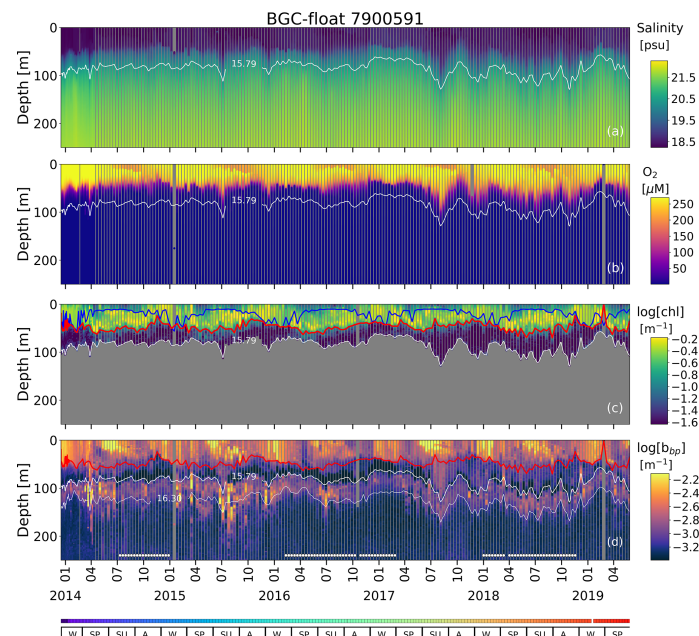 BGC-float 7900591
Salinity
[psu]
Depth [m]
0
100
200
15.79
(a)
21.5
20.5
19.5
18.5
O2
[μM]
Depth [m]
0
100
200
15.79
(b)
250
200
150
100
50
log[chl]
[m−1]
Depth [m]
0
100
200
15.79
(c)
−0.2
−0.4
−0.6
−0.8
−1.0
−1.2
−1.4
−1.6
log[bbp]
[m−1]
Depth [m]
0
100
200
15.79
16.30
(d)
−2.2
−2.4
−2.6
−2.8
−3.0
−3.2
01 04 07 10 01 04 07 10 01 04 07 10 01 04 07 10 01 04 07 10 01 04
2014 2015 2016 2017 2018 2019
W SP SU A W SP SU A W SP SU A W SP SU A W SP SU A W SP